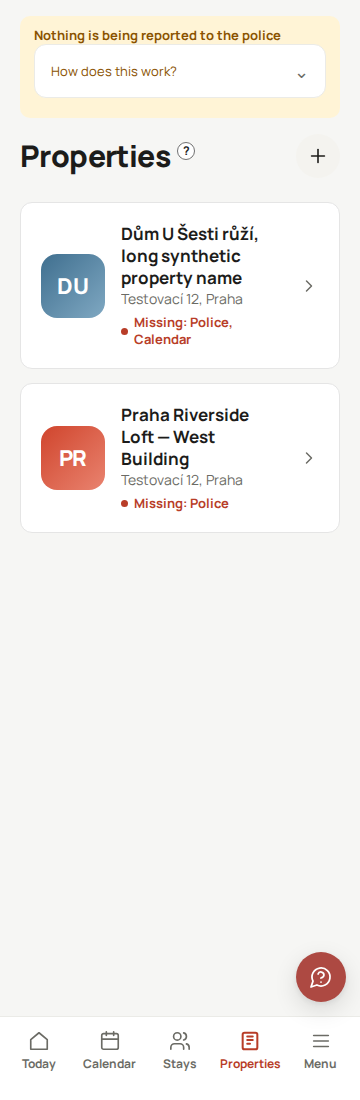 Nothing is being reported to the police
How does this work?
Properties ?
+
DU
Dům U Šesti růží,
long synthetic
property name
Testovací 12, Praha
Missing: Police,
Calendar
PR
Praha Riverside
Loft — West
Building
Testovací 12, Praha
Missing: Police
Today
Calendar
Stays
Properties
Menu